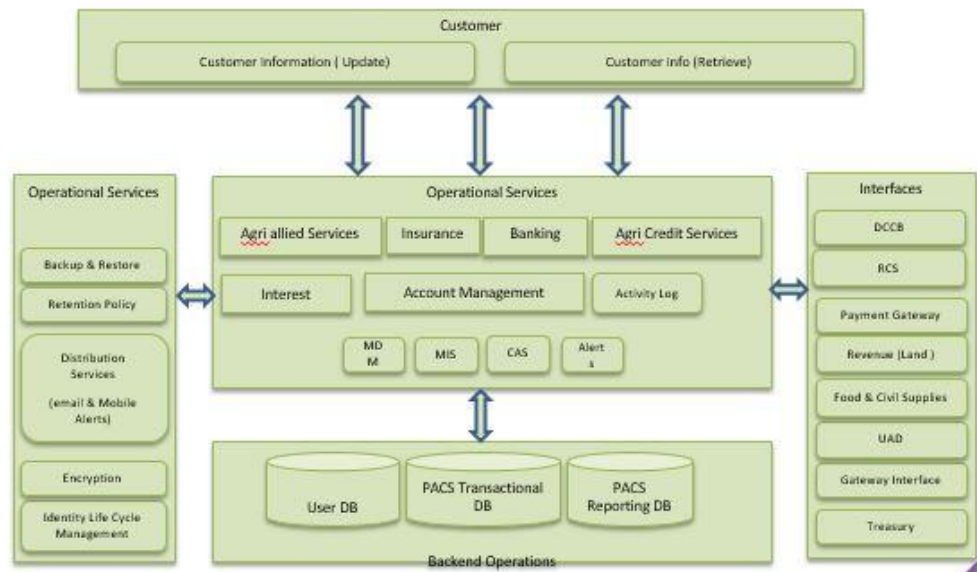 Customer
Customer Information ( Update)
Customer Info (Retrieve)
Operational Services
Backup & Restore
Retention Policy
Distribution
Services
(email & Mobile
Alerts)
Encryption
Identity Life Cycle
Management
Operational Services
Agri allied Services
Insurance
Banking
Agri Credit Services
Interest
Account Management
Activity Log
MD
M
MIS
CAS
Alert
s
Interfaces
DCCB
RCS
Payment Gateway
Revenue (Land )
Food & Civil Supplies
UAD
Gateway Interface
Treasury
User DB
PACS Transactional
DB
PACS
Reporting DB
Backend Operations